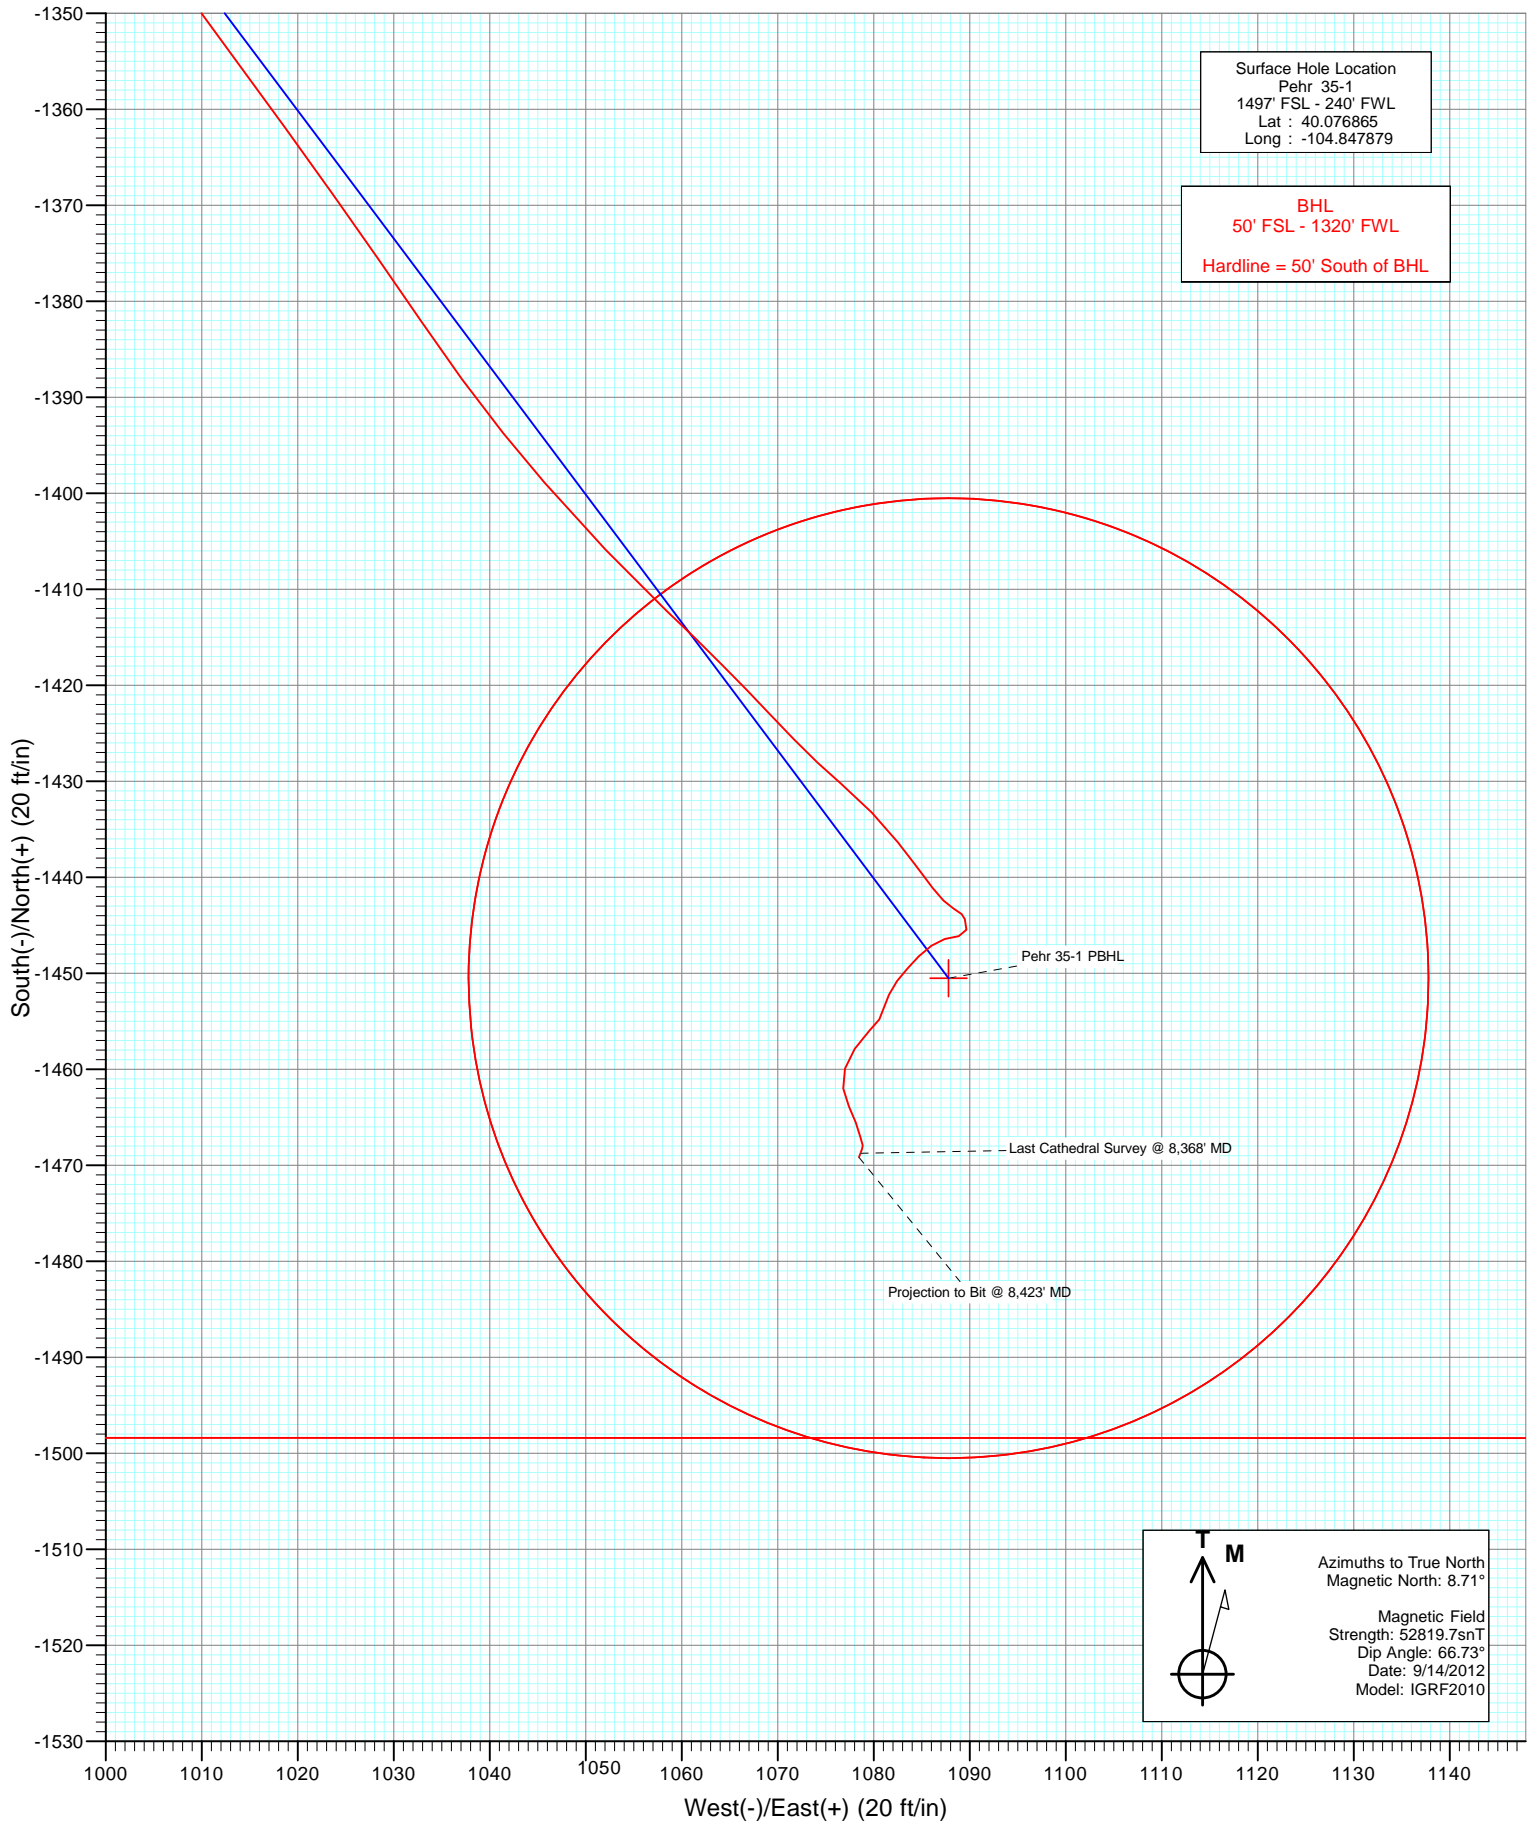 Surface Hole Location
Pehr 35-1
1497' FSL - 240' FWL
Lat : 40.076865
Long : -104.847879
BHL
50' FSL - 1320' FWL
Hardline = 50' South of BHL
-1350
-1360
-1370
-1380
-1390
-1400
-1410
-1420
-1430
-1440
-1450
-1460
-1470
-1480
-1490
-1500
-1510
-1520
-1530
South(-)/North(+) (20 ft/in)
Pehr 35-1 PBHL
Last Cathedral Survey @ 8,368' MD
Projection to Bit @ 8,423' MD
T
M
Azimuths to True North
Magnetic North: 8.71°
Magnetic Field
Strength: 52819.7snT
Dip Angle: 66.73°
Date: 9/14/2012
Model: IGRF2010
1000 1010 1020 1030 1040 1050 1060 1070 1080 1090 1100 1110 1120 1130 1140
West(-)/East(+) (20 ft/in)